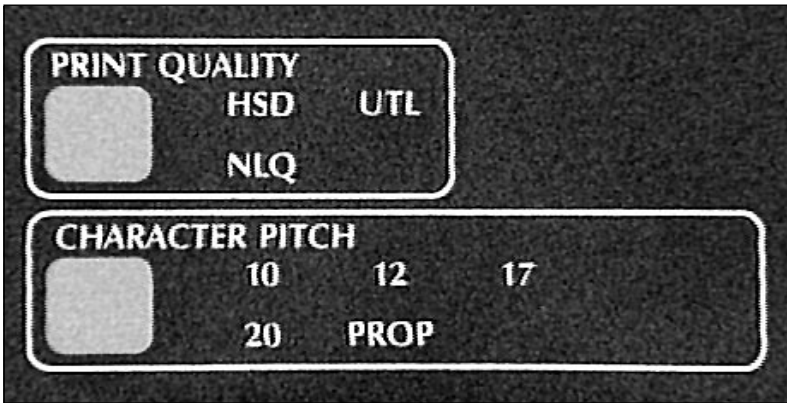 PRINT QUALITY
HSD UTL
NLQ
CHARACTER PITCH
10 12 17
20 PROP